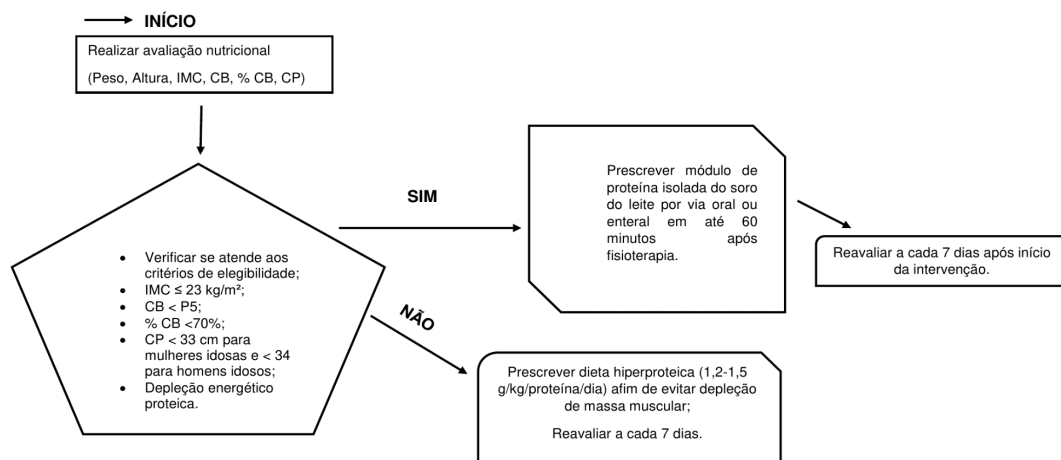 INÍCIO
Realizar avaliação nutricional
(Peso, Altura, IMC, CB, % CB, CP)
SIM
Prescrever módulo de
proteína isolada do soro
do leite por via oral ou
enteral em até 60
minutos após
fisioterapia.
Reavaliar a cada 7 dias após início
da intervenção.
• Verificar se atende aos
critérios de elegibilidade;
• IMC ≤ 23 kg/m²;
• CB < P5;
• % CB <70%;
• CP < 33 cm para
mulheres idosas e < 34
para homens idosos;
• Depleção energético
proteica.
NÃO
Prescrever dieta hiperproteica (1,2-1,5
g/kg/proteína/dia) afim de evitar depleção
de massa muscular;
Reavaliar a cada 7 dias.